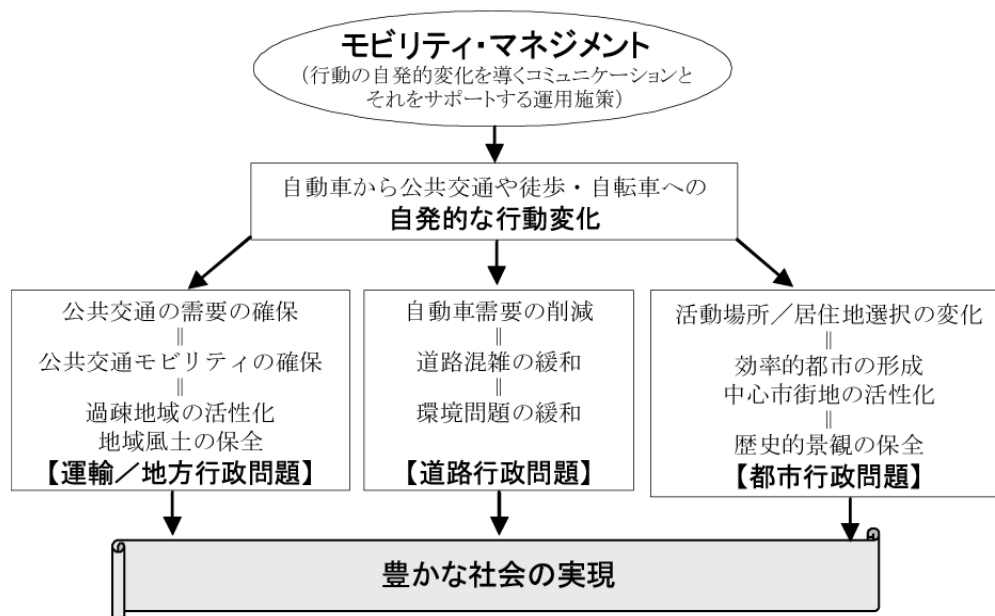 モビリティ・マネジメント
（行動の自発的変化を導くコミュニケーションと
それをサポートする運用施策）
自動車から公共交通や徒歩・自転車への
自発的な行動変化
公共交通の需要の確保
＝
公共交通モビリティの確保
＝
過疎地域の活性化
地域風土の保全
【運輸／地方行政問題】
自動車需要の削減
＝
道路混雑の緩和
＝
環境問題の緩和
【道路行政問題】
活動場所／居住地選択の変化
＝
効率的都市の形成
中心市街地の活性化
＝
歴史的景観の保全
【都市行政問題】
豊かな社会の実現